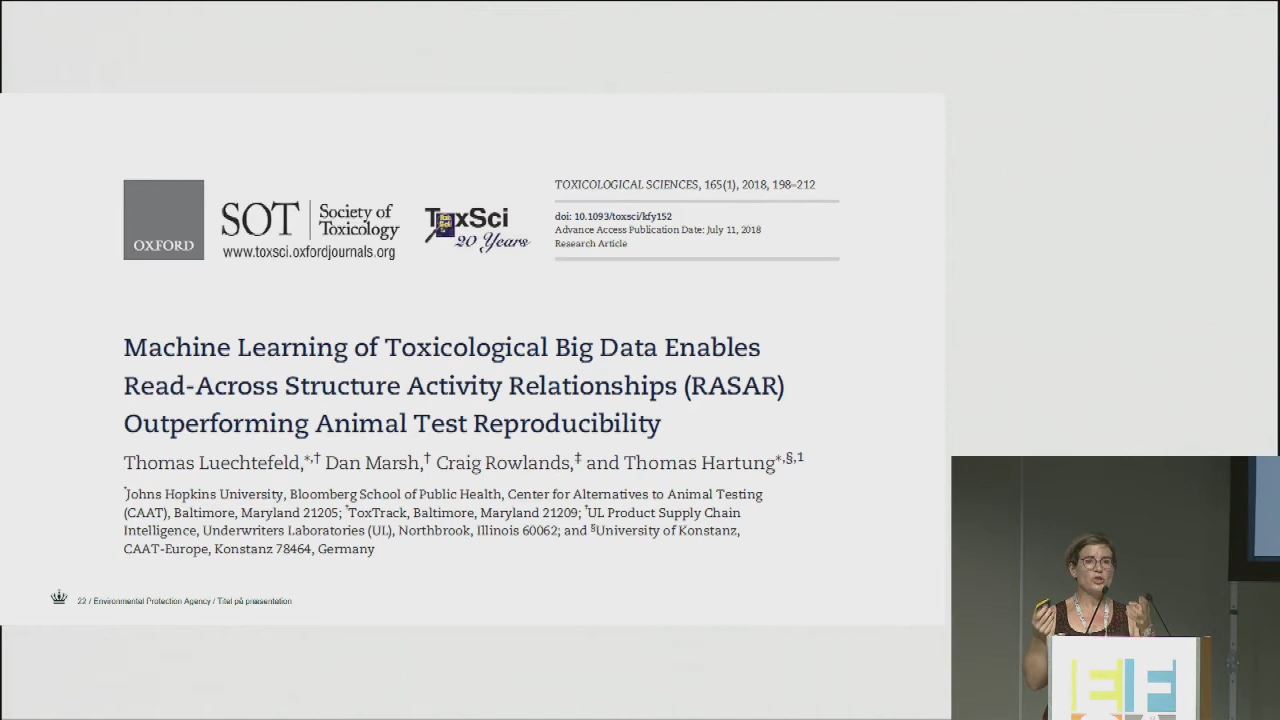 OXFORD
SOT
Society of
Toxicology
www.toxsci.oxfordjournals.org
ToxSci
20 Years
TOXICOLOGICAL SCIENCES, 165(1), 2018, 198–212
doi: 10.1093/toxsci/kfy152
Advance Access Publication Date: July 11, 2018
Research Article
Machine Learning of Toxicological Big Data Enables
Read-Across Structure Activity Relationships (RASAR)
Outperforming Animal Test Reproducibility
Thomas Luechtefeld,*,† Dan Marsh,† Craig Rowlands,‡ and Thomas Hartung*,§,1
*Johns Hopkins University, Bloomberg School of Public Health, Center for Alternatives to Animal Testing
(CAAT), Baltimore, Maryland 21205; †ToxTrack, Baltimore, Maryland 21209; ‡UL Product Supply Chain
Intelligence, Underwriters Laboratories (UL), Northbrook, Illinois 60062; and §University of Konstanz,
CAAT-Europe, Konstanz 78464, Germany
22 / Environmental Protection Agency / Titel på præsentation
EF